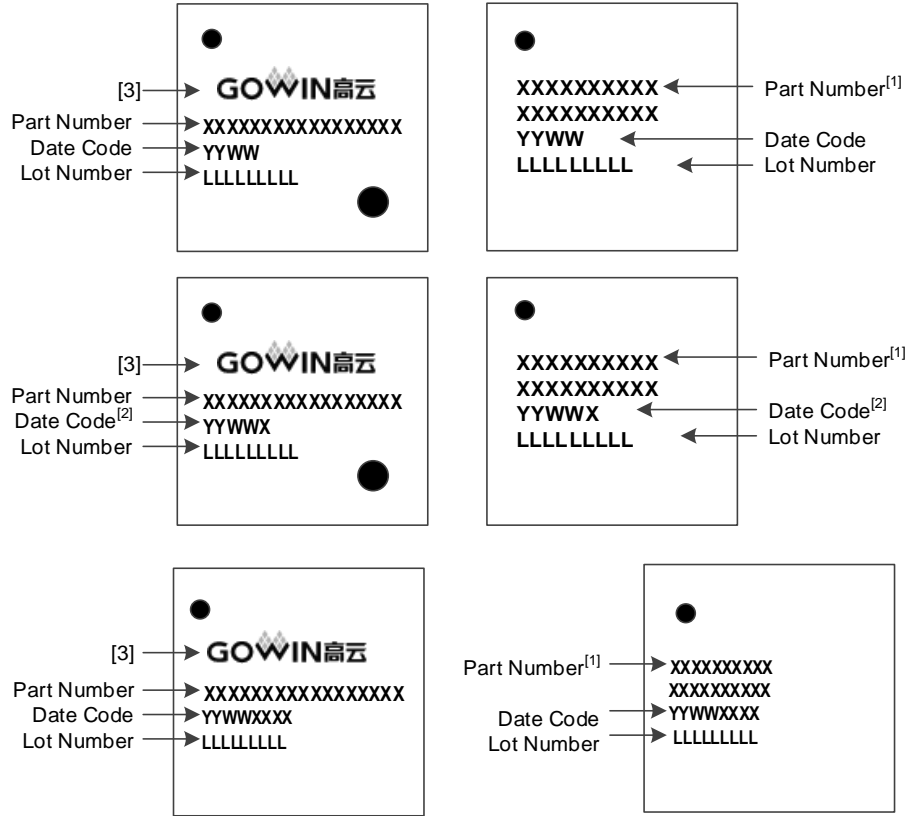 [3] GOWIN高云
Part Number XXXXXXXXXXXXXXXXX
Date Code YYWW
Lot Number LLLLLLLLL
XXXXXXXXXX Part Number[1]
XXXXXXXXXX
YYWW Date Code
LLLLLLLLL Lot Number
[3] GOWIN高云
Part Number XXXXXXXXXXXXXXXXX
Date Code[2] YYWWX
Lot Number LLLLLLLLL
XXXXXXXXXX Part Number[1]
XXXXXXXXXX
YYWWX Date Code[2]
LLLLLLLLL Lot Number
[3] GOWIN高云
Part Number XXXXXXXXXXXXXXXXX
Date Code YYWWXXXX
Lot Number LLLLLLLLL
Part Number[1] XXXXXXXXXX
XXXXXXXXXX
Date Code YYWWXXXX
Lot Number LLLLLLLLL